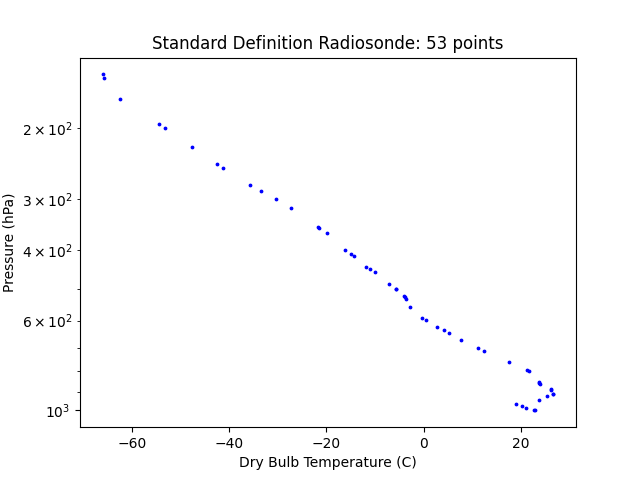 Standard Definition Radiosonde: 53 points
Pressure (hPa)
2 × 10²
3 × 10²
4 × 10²
6 × 10²
10³
−60 −40 −20 0 20
Dry Bulb Temperature (C)